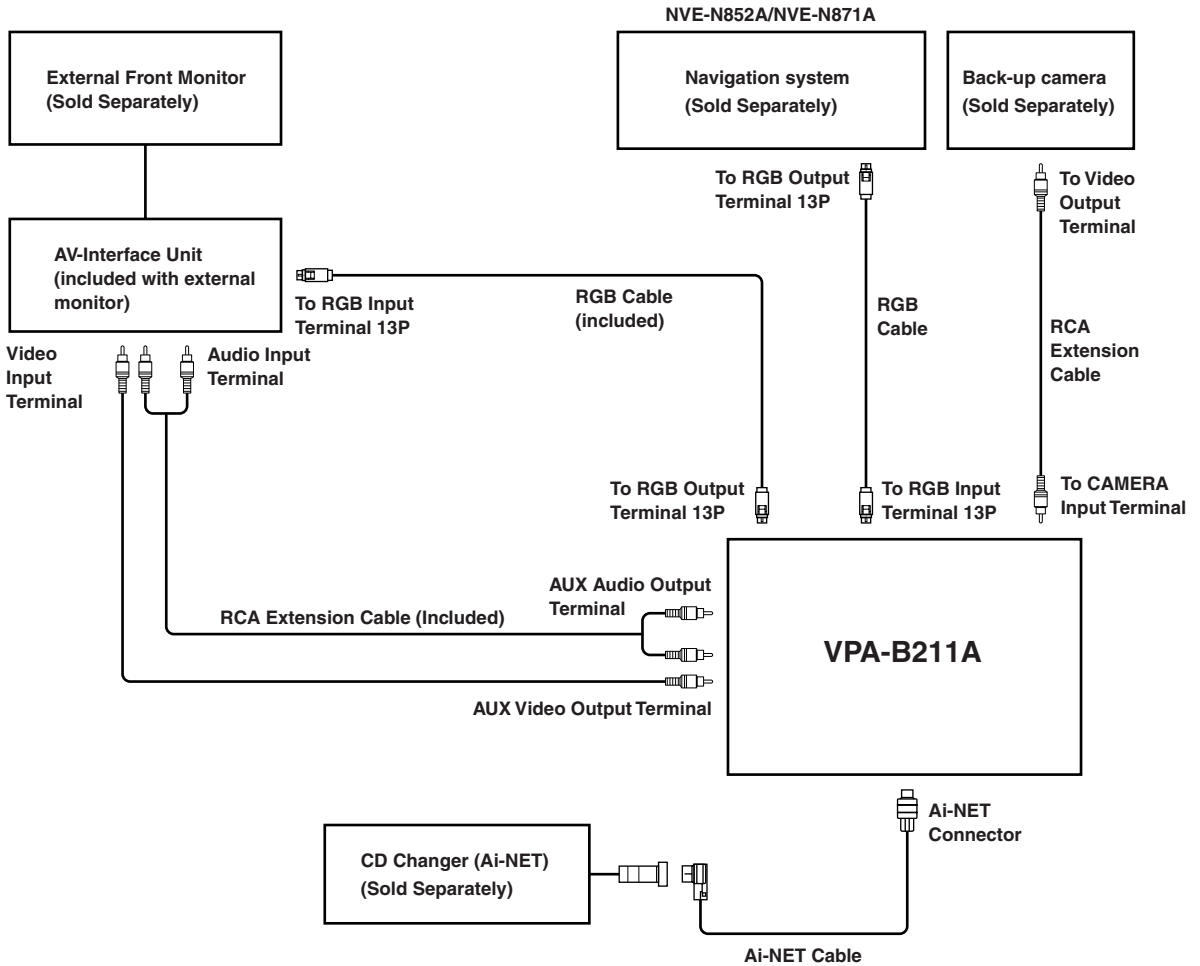 NVE-N852A/NVE-N871A
External Front Monitor
(Sold Separately)
Navigation system
(Sold Separately)
Back-up camera
(Sold Separately)
To RGB Output
Terminal 13P
To Video
Output
Terminal
AV-Interface Unit
(included with external
monitor)
To RGB Input
Terminal 13P
RGB Cable
(included)
RGB
Cable
RCA
Extension
Cable
Video
Input
Terminal
Audio Input
Terminal
To RGB Output
Terminal 13P
To RGB Input
Terminal 13P
To CAMERA
Input Terminal
AUX Audio Output
Terminal
RCA Extension Cable (Included)
VPA-B211A
AUX Video Output Terminal
Ai-NET
Connector
CD Changer (Ai-NET)
(Sold Separately)
Ai-NET Cable